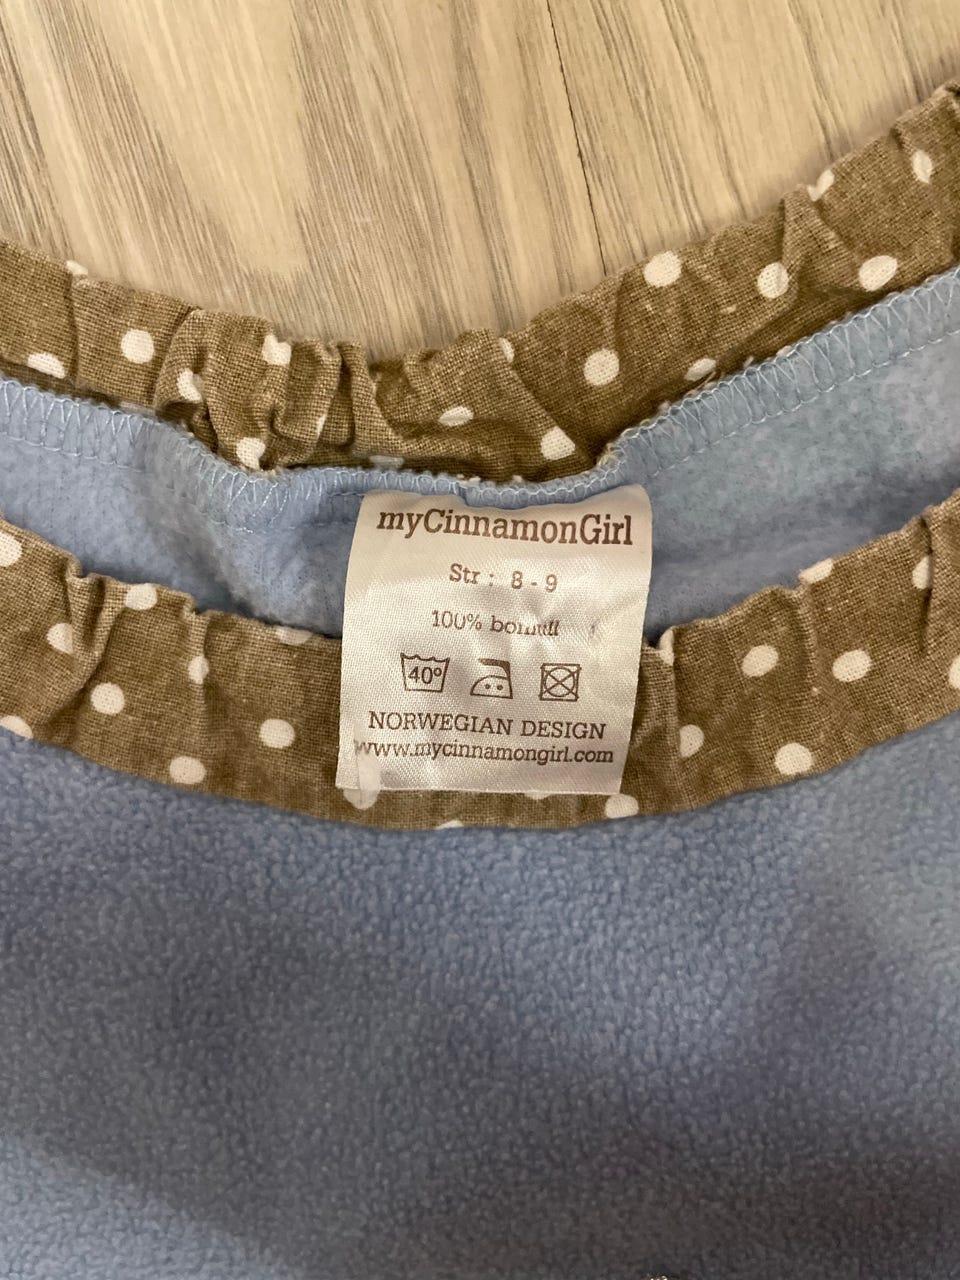 myCinnamonGirl
Str : 8 - 9
100% bomull
40°
NORWEGIAN DESIGN
www.mycinnamongirl.com